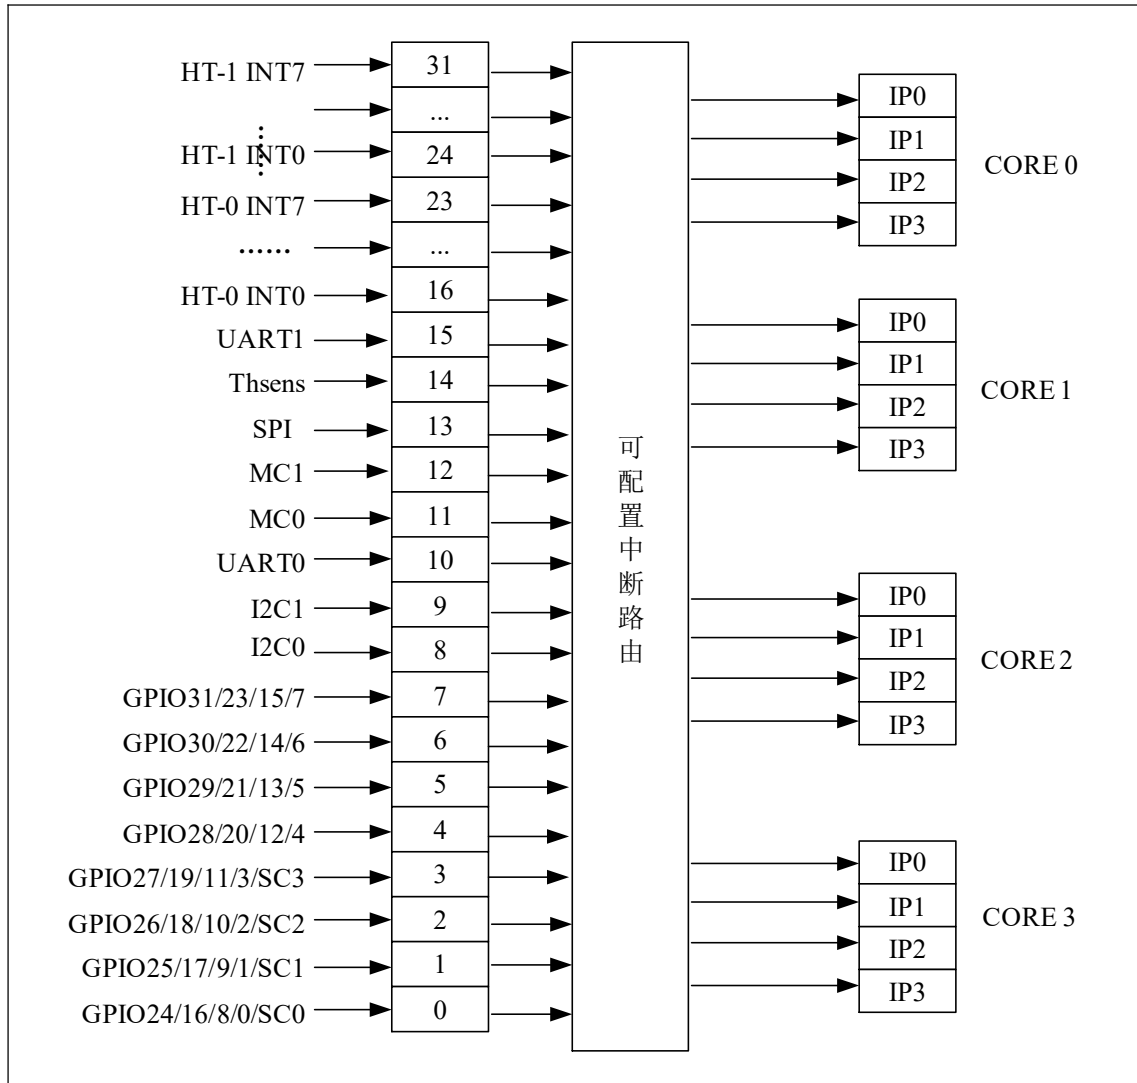 HT-1 INT7
31
...
HT-1 INT0
......
24
HT-0 INT7
23
......
...
HT-0 INT0
16
UART1
15
Thsens
14
SPI
13
MC1
12
MC0
11
UART0
10
I2C1
9
I2C0
8
GPIO31/23/15/7
7
GPIO30/22/14/6
6
GPIO29/21/13/5
5
GPIO28/20/12/4
4
GPIO27/19/11/3/SC3
3
GPIO26/18/10/2/SC2
2
GPIO25/17/9/1/SC1
1
GPIO24/16/8/0/SC0
0
可配置中断路由
IP0
IP1
IP2
IP3
CORE 0
IP0
IP1
IP2
IP3
CORE 1
IP0
IP1
IP2
IP3
CORE 2
IP0
IP1
IP2
IP3
CORE 3